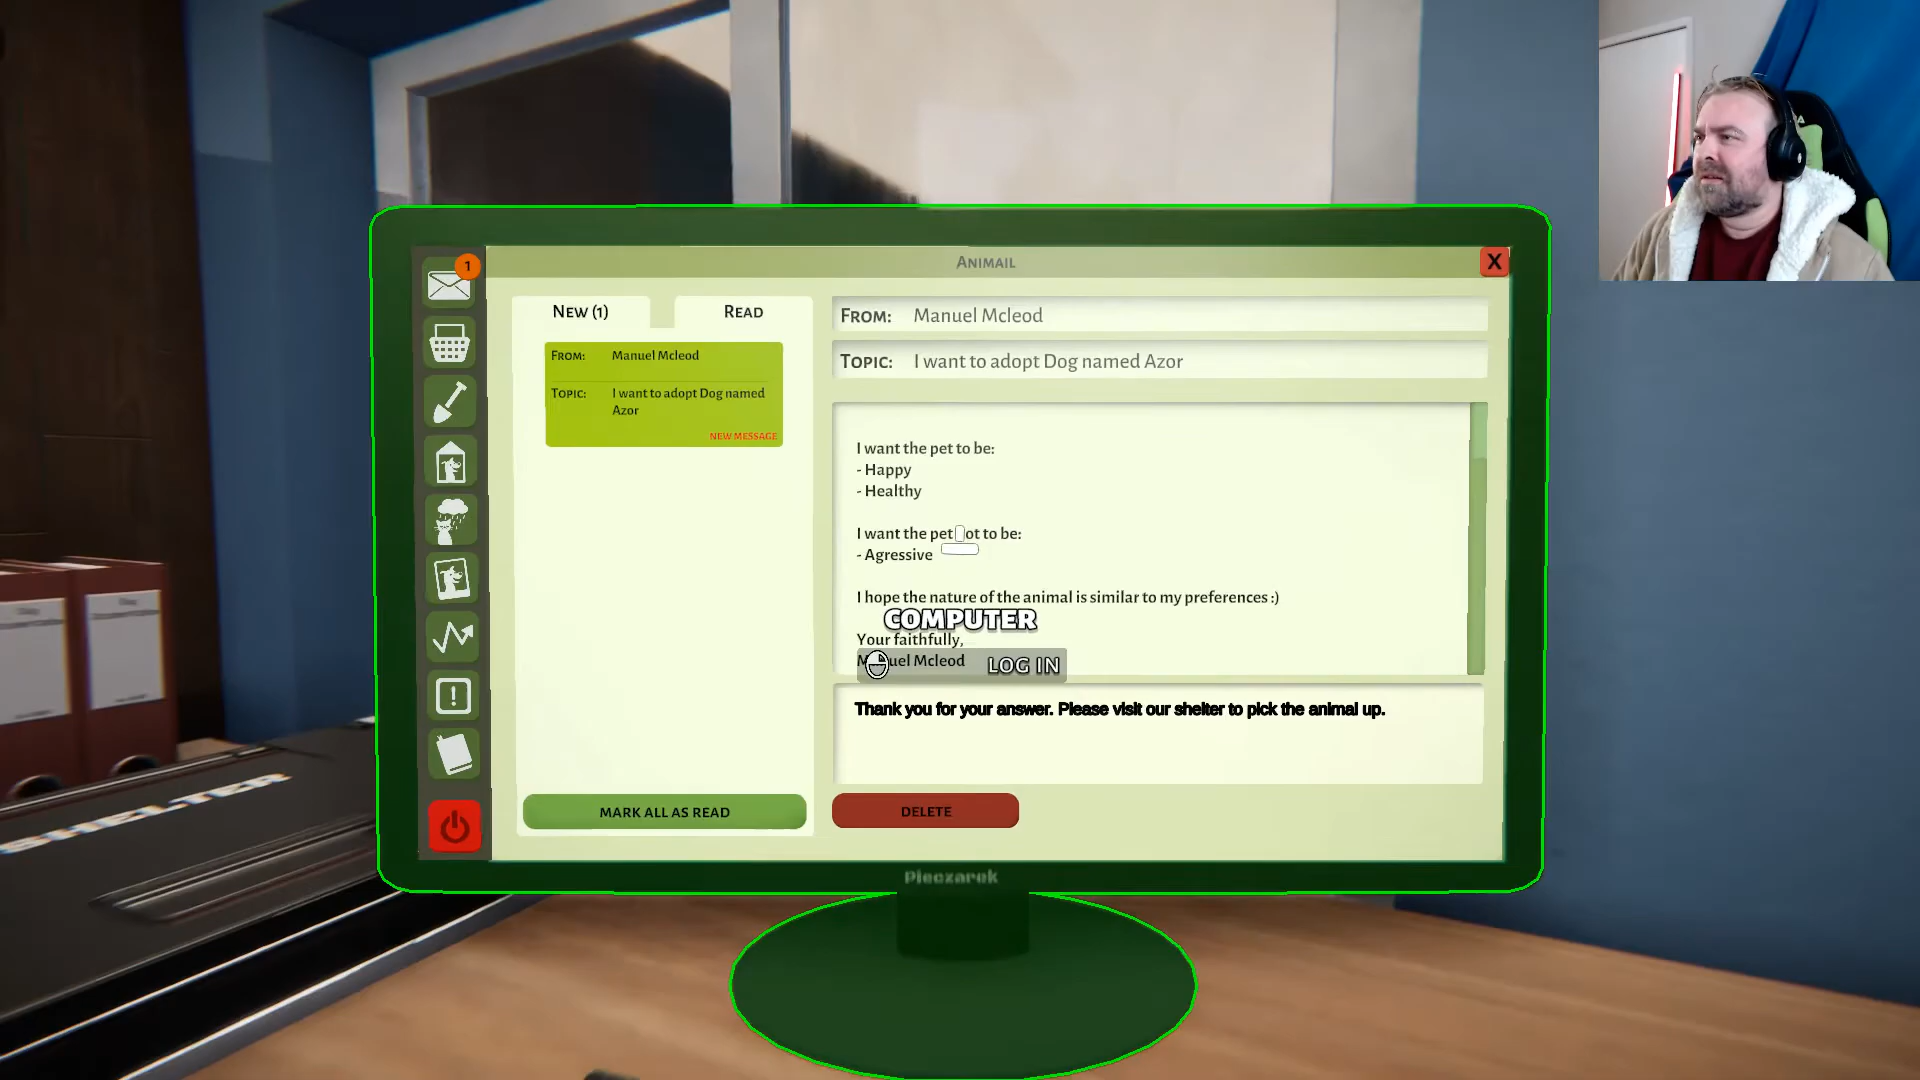 1
ANIMAIL
X
NEW (1)
READ
FROM: Manuel Mcleod
TOPIC: I want to adopt Dog named
Azor
NEW MESSAGE
MARK ALL AS READ
FROM: Manuel Mcleod
TOPIC: I want to adopt Dog named Azor
I want the pet to be:
- Happy
- Healthy
I want the pet ot to be:
- Agressive
I hope the nature of the animal is similar to my preferences :)
COMPUTER
Your faithfully,
Manuel Mcleod
LOG IN
Thank you for your answer. Please visit our shelter to pick the animal up.
DELETE
Pieczarek
SHELTER